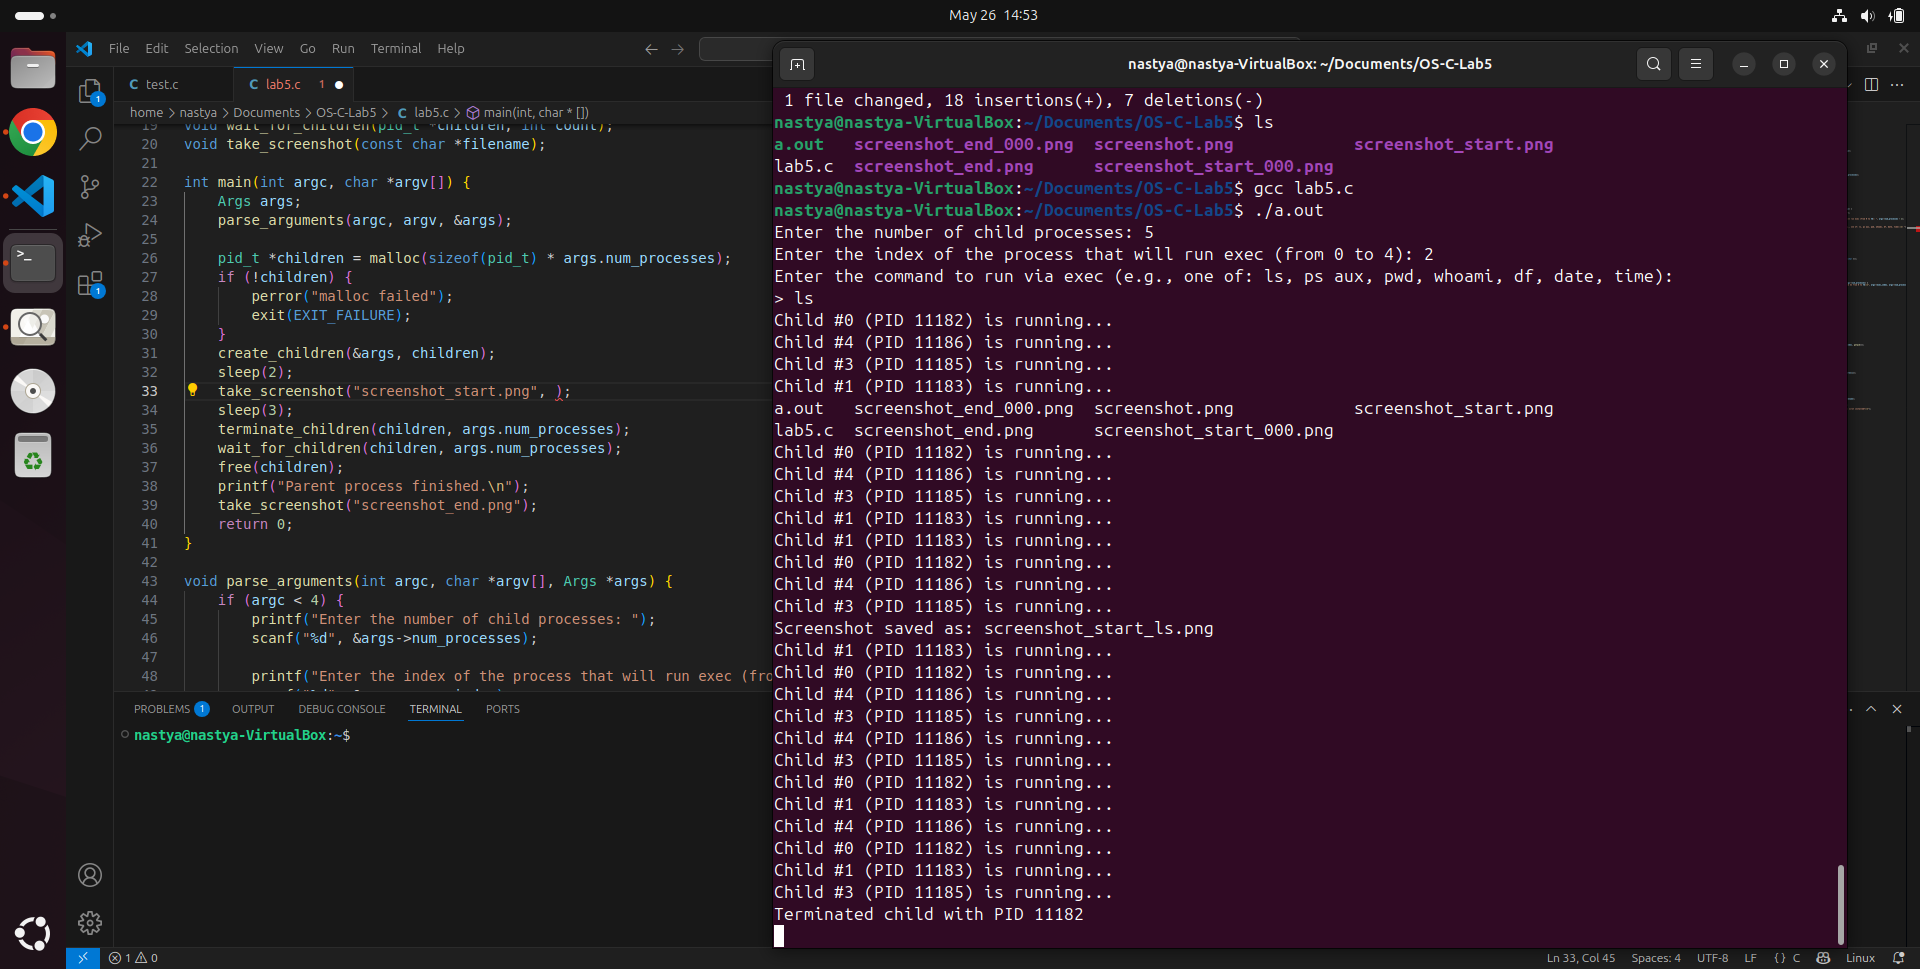 May 26 14:53
File Edit Selection View Go Run Terminal Help
test.c
lab5.c 1
home > nastya > Documents > OS-C-Lab5 > C lab5.c > main(int, char * [])
19 void wait_for_children(pid_t *children, int count);
20 void take_screenshot(const char *filename);
21
22 int main(int argc, char *argv[]) {
23 Args args;
24 parse_arguments(argc, argv, &args);
25
26 pid_t *children = malloc(sizeof(pid_t) * args.num_processes);
27 if (!children) {
28 perror("malloc failed");
29 exit(EXIT_FAILURE);
30 }
31 create_children(&args, children);
32 sleep(2);
33 take_screenshot("screenshot_start.png", );
34 sleep(3);
35 terminate_children(children, args.num_processes);
36 wait_for_children(children, args.num_processes);
37 free(children);
38 printf("Parent process finished.\n");
39 take_screenshot("screenshot_end.png");
40 return 0;
41 }
42
43 void parse_arguments(int argc, char *argv[], Args *args) {
44 if (argc < 4) {
45 printf("Enter the number of child processes: ");
46 scanf("%d", &args->num_processes);
47
48 printf("Enter the index of the process that will run exec (fro
PROBLEMS 1 OUTPUT DEBUG CONSOLE TERMINAL PORTS
nastya@nastya-VirtualBox:~$
nastya@nastya-VirtualBox: ~/Documents/OS-C-Lab5
1 file changed, 18 insertions(+), 7 deletions(-)
nastya@nastya-VirtualBox:~/Documents/OS-C-Lab5$ ls
a.out screenshot_end_000.png screenshot.png screenshot_start.png
lab5.c screenshot_end.png screenshot_start_000.png
nastya@nastya-VirtualBox:~/Documents/OS-C-Lab5$ gcc lab5.c
nastya@nastya-VirtualBox:~/Documents/OS-C-Lab5$ ./a.out
Enter the number of child processes: 5
Enter the index of the process that will run exec (from 0 to 4): 2
Enter the command to run via exec (e.g., one of: ls, ps aux, pwd, whoami, df, date, time):
> ls
Child #0 (PID 11182) is running...
Child #4 (PID 11186) is running...
Child #3 (PID 11185) is running...
Child #1 (PID 11183) is running...
a.out screenshot_end_000.png screenshot.png screenshot_start.png
lab5.c screenshot_end.png screenshot_start_000.png
Child #0 (PID 11182) is running...
Child #4 (PID 11186) is running...
Child #3 (PID 11185) is running...
Child #1 (PID 11183) is running...
Child #1 (PID 11183) is running...
Child #0 (PID 11182) is running...
Child #4 (PID 11186) is running...
Child #3 (PID 11185) is running...
Screenshot saved as: screenshot_start_ls.png
Child #1 (PID 11183) is running...
Child #0 (PID 11182) is running...
Child #4 (PID 11186) is running...
Child #3 (PID 11185) is running...
Child #4 (PID 11186) is running...
Child #3 (PID 11185) is running...
Child #0 (PID 11182) is running...
Child #1 (PID 11183) is running...
Child #4 (PID 11186) is running...
Child #0 (PID 11182) is running...
Child #1 (PID 11183) is running...
Child #3 (PID 11185) is running...
Terminated child with PID 11182
1 0 Ln 33, Col 45 Spaces: 4 UTF-8 LF {} C Linux